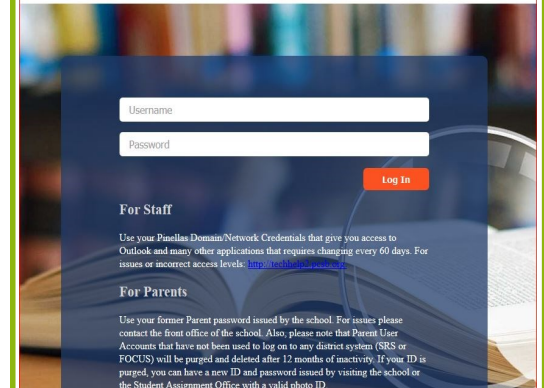 Username
Password
Log In
For Staff
Use your Pinellas Domain/Network Credentials that give you access to
Outlook and many other applications that requires changing every 60 days. For
issues or incorrect access levels:
For Parents
Use your former Parent password issued by the school. For issues please
contact the front office of the school. Also, please note that Parent User
Accounts that have not been used to log on to any district system (SRS or
FOCUS) will be purged and deleted after 12 months of inactivity. If your ID is
purged, you can have a new ID and password issued by visiting the school or
the Student Assignment Office with a valid photo ID.